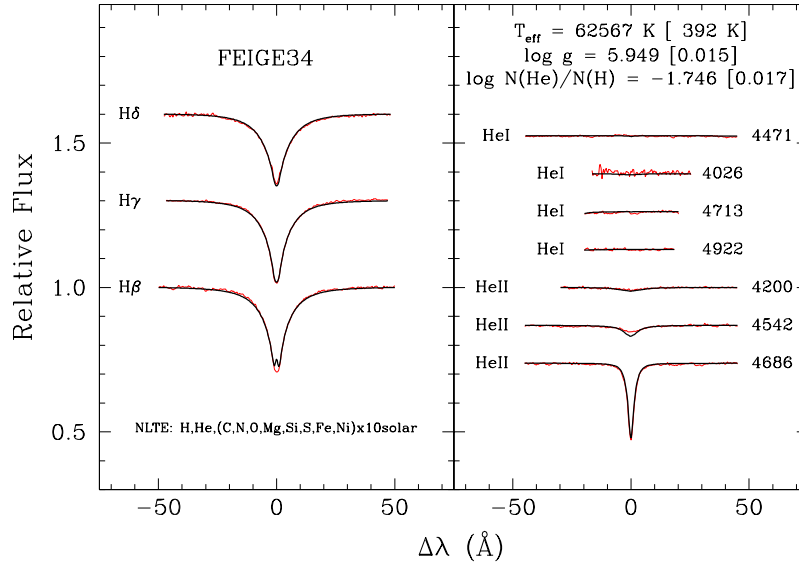 FEIGE34
T_eff = 62567 K [ 392 K]
log g = 5.949 [0.015]
log N(He)/N(H) = −1.746 [0.017]
Hδ
Hγ
Hβ
HeI 4471
HeI 4026
HeI 4713
HeI 4922
HeII 4200
HeII 4542
HeII 4686
NLTE: H,He,(C,N,O,Mg,Si,S,Fe,Ni)x10solar
Relative Flux
1.5
1.0
0.5
−50 0 50
−50 0 50
Δλ (Å)